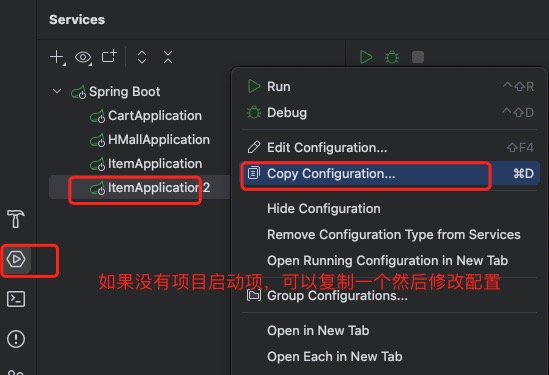 Services
Spring Boot
CartApplication
HMallApplication
ItemApplication
ItemApplication2
Run ^⇧R
Debug ^⇧D
Edit Configuration... ⇧F4
Copy Configuration... ⌘D
Hide Configuration
Remove Configuration Type from Services
Open Running Configuration in New Tab
如果没有项目启动项，可以复制一个然后修改配置
Group Configurations...
Open in New Tab
Open Each in New Tab